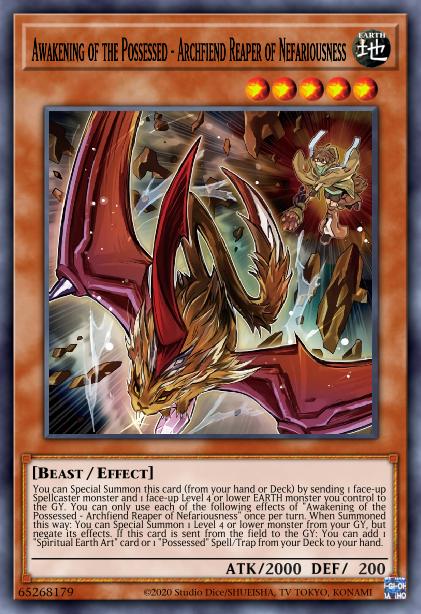 Awakening of the Possessed - Archfiend Reaper of Nefariousness
EARTH
地
[Beast / Effect]
You can Special Summon this card (from your hand or Deck) by sending 1 face-up
Spellcaster monster and 1 face-up Level 4 or lower EARTH monster you control to
the GY. You can only use each of the following effects of "Awakening of the
Possessed - Archfiend Reaper of Nefariousness" once per turn. When Summoned
this way: You can Special Summon 1 Level 4 or lower monster from your GY, but
negate its effects. If this card is sent from the field to the GY: You can add 1
"Spiritual Earth Art" card or 1 "Possessed" Spell/Trap from your Deck to your hand.
ATK/2000 DEF/ 200
65268179
©2020 Studio Dice/SHUEISHA, TV TOKYO, KONAMI